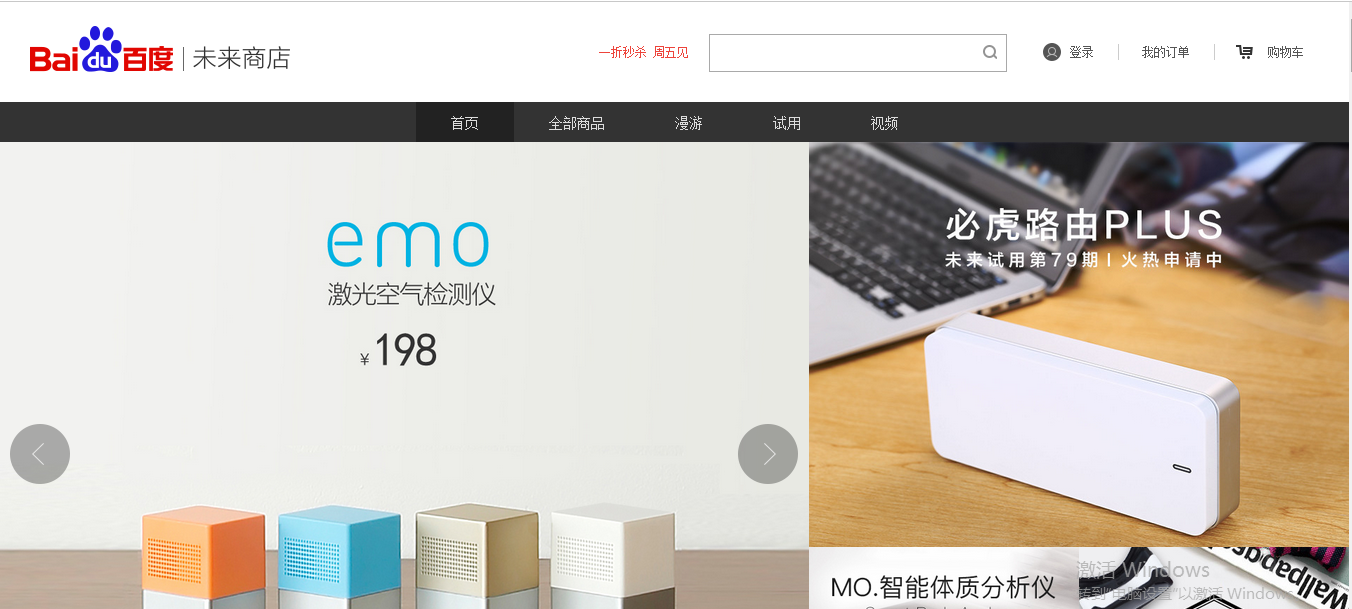 Bai du 百度 | 未来商店
一折秒杀 周五见
登录
我的订单
购物车
首页
全部商品
漫游
试用
视频
emo
激光空气检测仪
¥198
必虎路由PLUS
未来试用第79期 | 火热申请中
MO.智能体质分析仪
激活 Windows
转到"电脑设置"以激活 Windows
Wallpaper